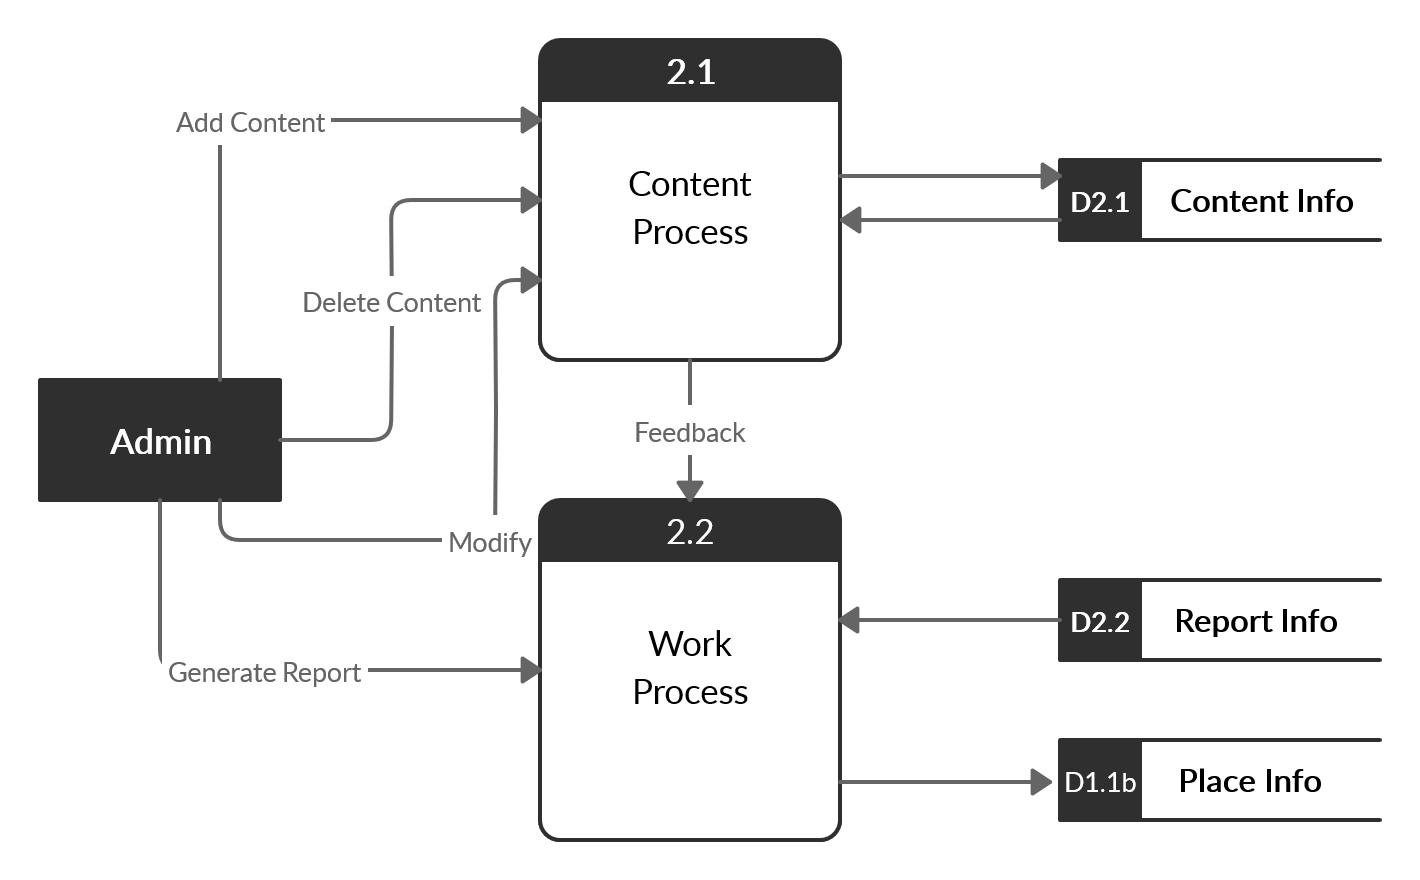 2.1
Add Content
Content
Process
D2.1
Content Info
Delete Content
Admin
Feedback
2.2
Modify
Work
Process
D2.2
Report Info
Generate Report
D1.1b
Place Info